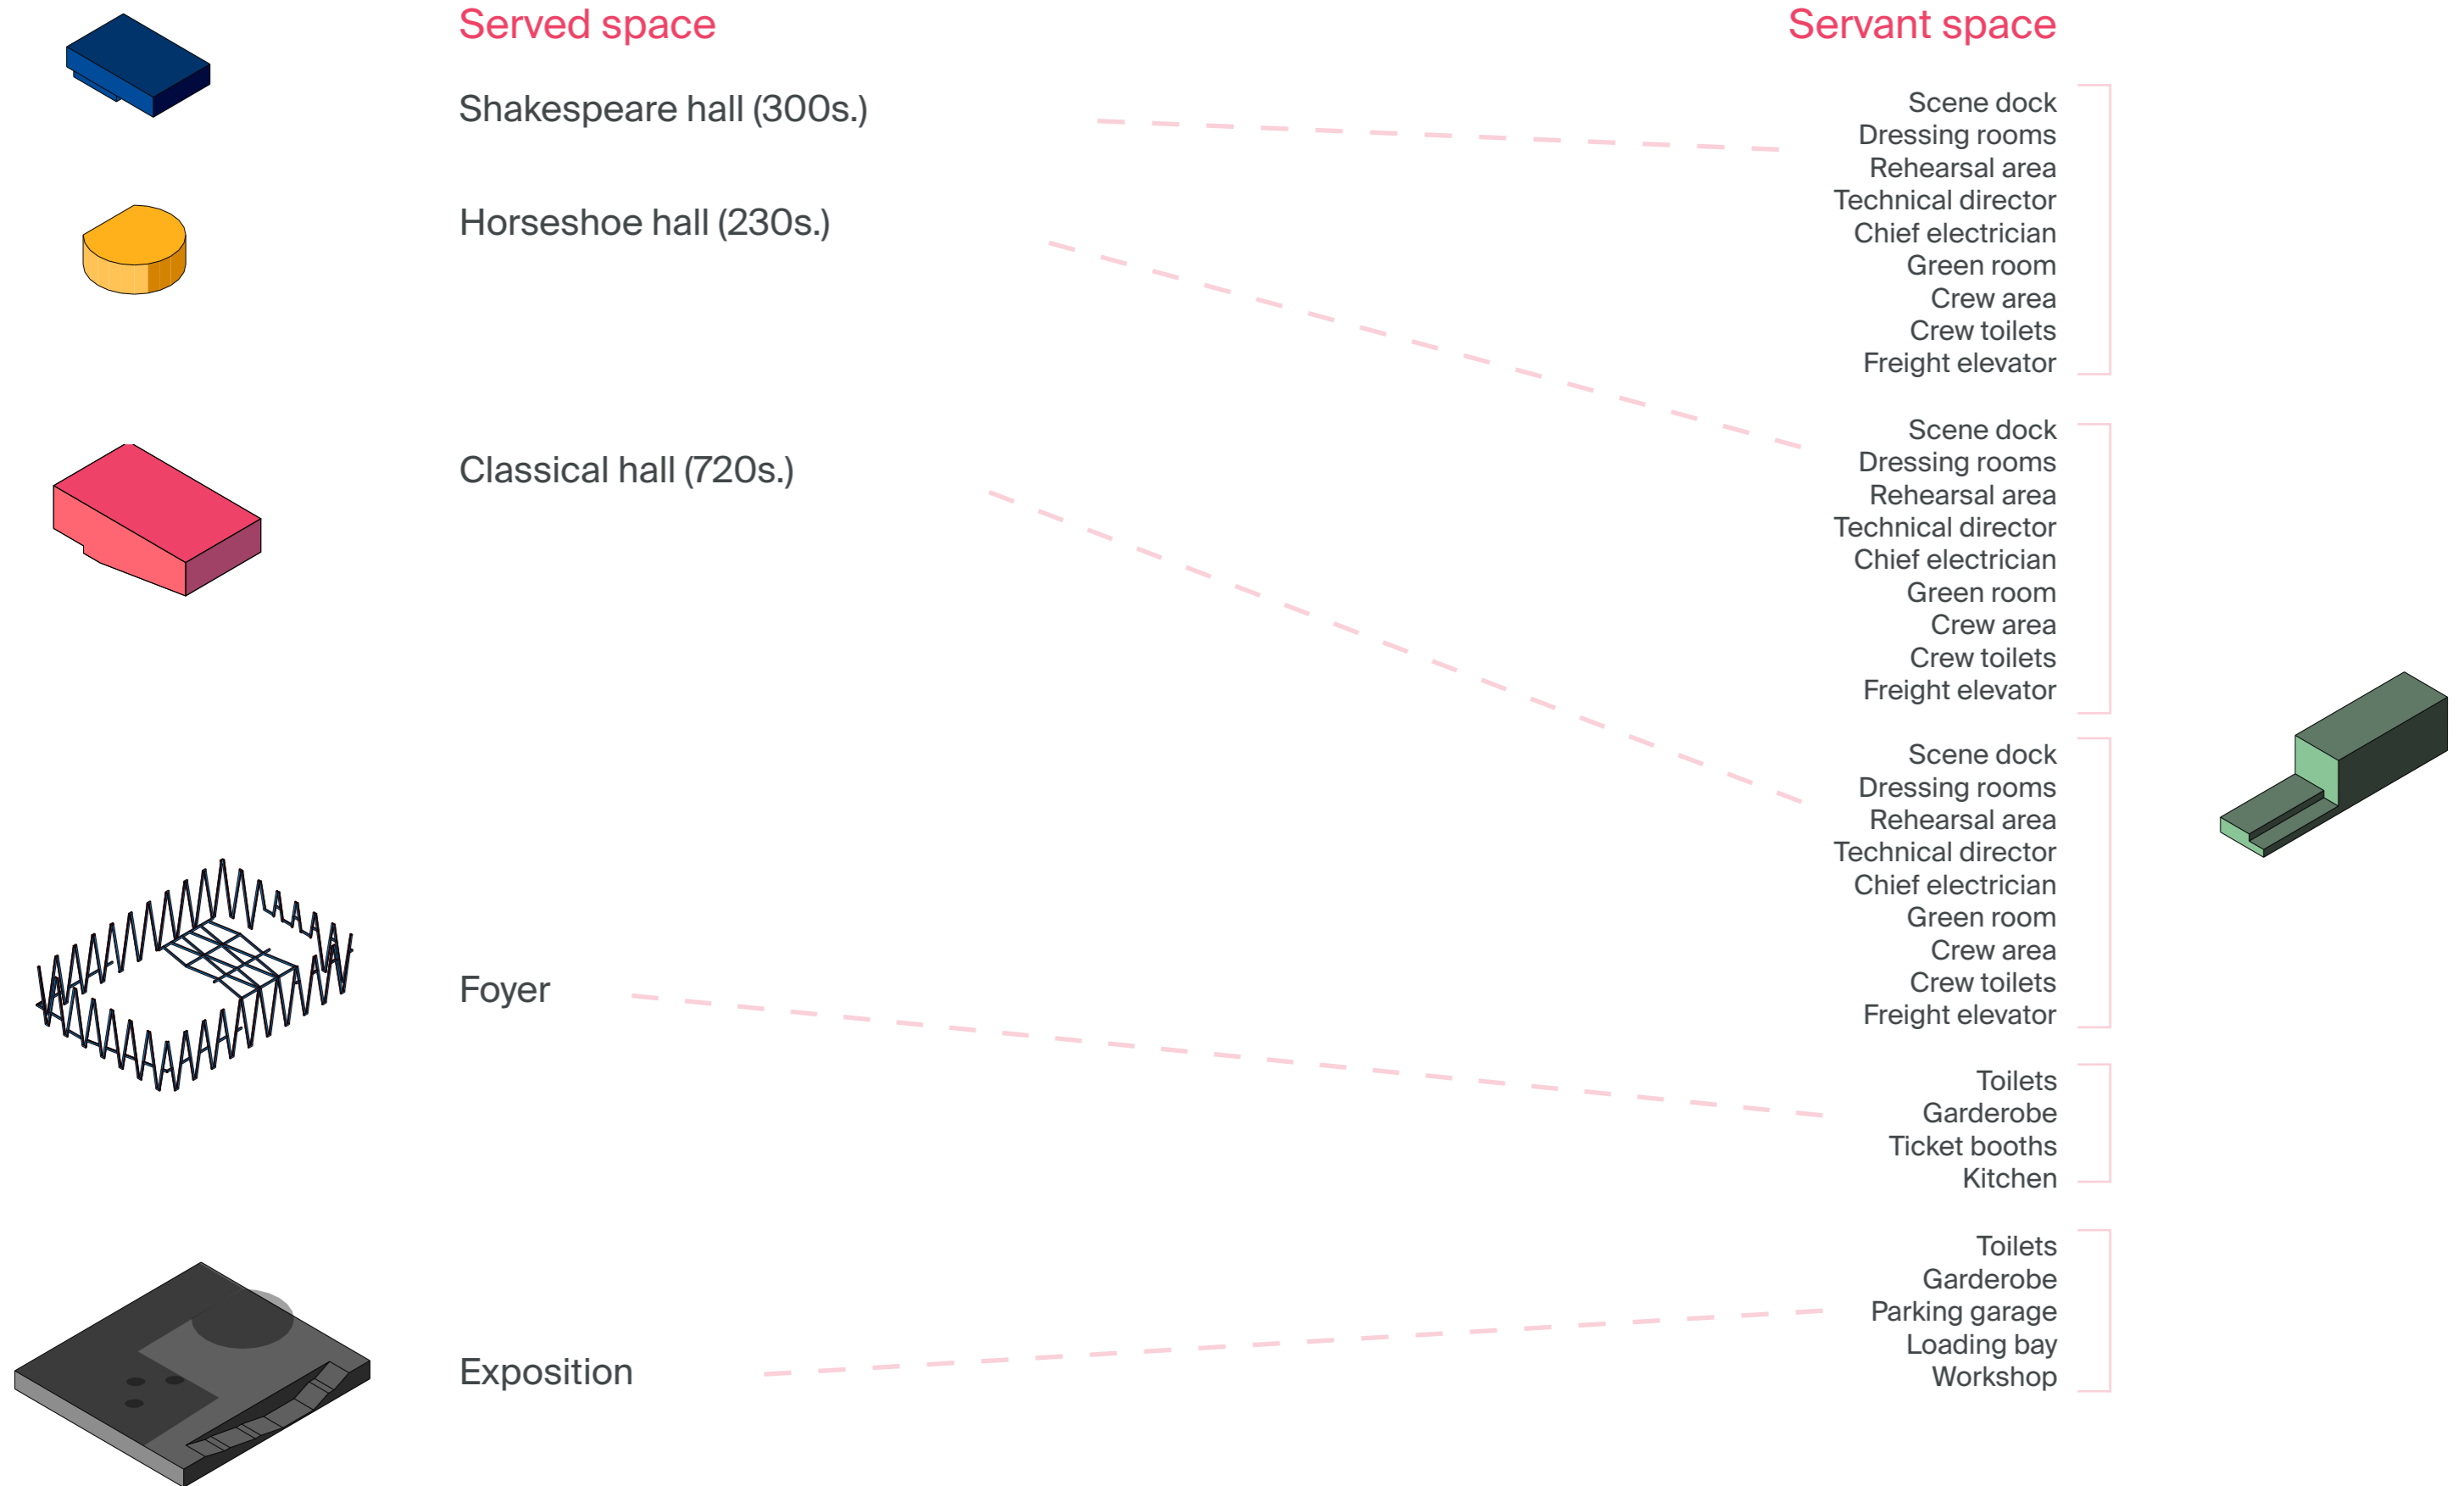 Served space
Servant space
Shakespeare hall (300s.)
Scene dock
Dressing rooms
Rehearsal area
Technical director
Chief electrician
Green room
Crew area
Crew toilets
Freight elevator
Horseshoe hall (230s.)
Scene dock
Dressing rooms
Rehearsal area
Technical director
Chief electrician
Green room
Crew area
Crew toilets
Freight elevator
Classical hall (720s.)
Scene dock
Dressing rooms
Rehearsal area
Technical director
Chief electrician
Green room
Crew area
Crew toilets
Freight elevator
Foyer
Toilets
Garderobe
Ticket booths
Kitchen
Exposition
Toilets
Garderobe
Parking garage
Loading bay
Workshop